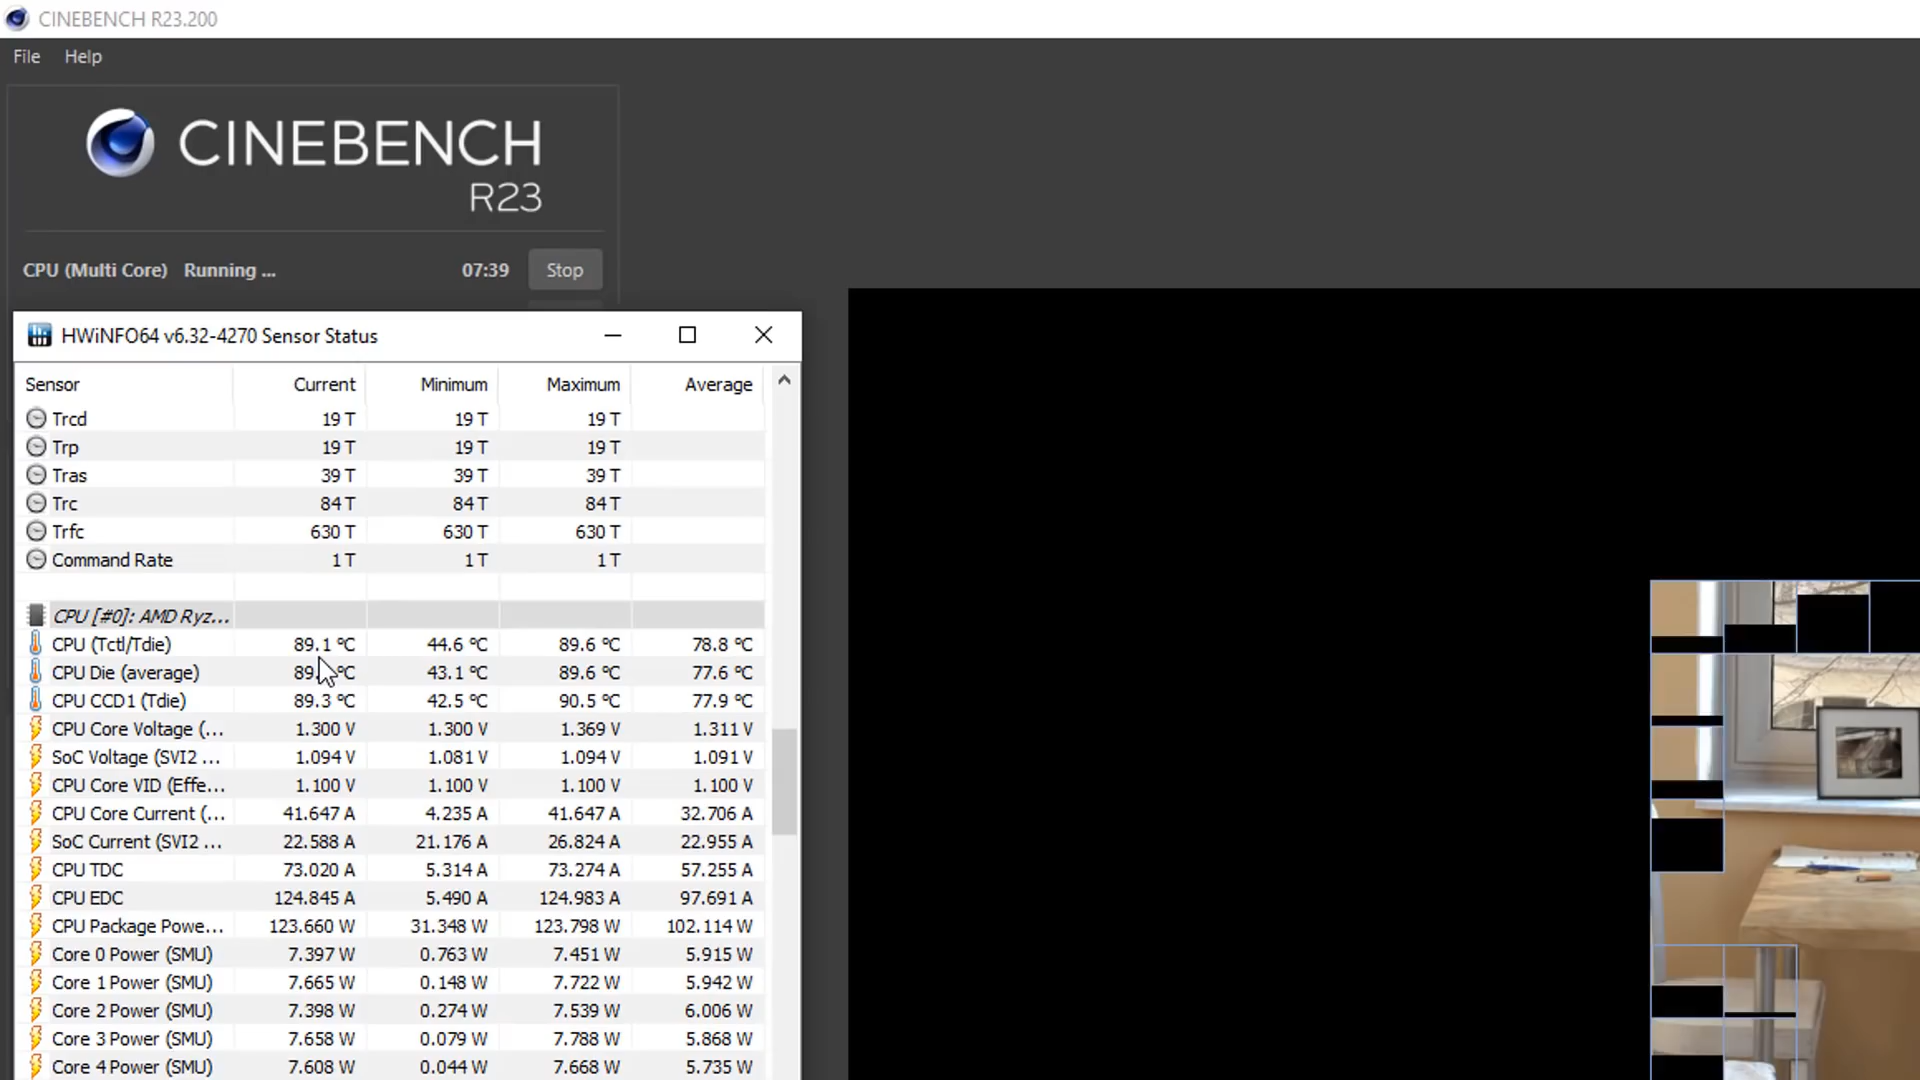 CINEBENCH R23.200
File Help
CINEBENCH
R23
CPU (Multi Core) Running ... 07:39 Stop
HWiNFO64 v6.32-4270 Sensor Status
Sensor Current Minimum Maximum Average
Trcd 19 T 19 T 19 T
Trp 19 T 19 T 19 T
Tras 39 T 39 T 39 T
Trc 84 T 84 T 84 T
Trfc 630 T 630 T 630 T
Command Rate 1 T 1 T 1 T
CPU [#0]: AMD Ryz...
CPU (Tctl/Tdie) 89.1 ºC 44.6 ºC 89.6 ºC 78.8 ºC
CPU Die (average) 43.1 ºC 89.6 ºC 77.6 ºC
CPU CCD1 (Tdie) 89.3 ºC 42.5 ºC 90.5 ºC 77.9 ºC
CPU Core Voltage (... 1.300 V 1.300 V 1.369 V 1.311 V
SoC Voltage (SVI2 ... 1.094 V 1.081 V 1.094 V 1.091 V
CPU Core VID (Effe... 1.100 V 1.100 V 1.100 V 1.100 V
CPU Core Current (... 41.647 A 4.235 A 41.647 A 32.706 A
SoC Current (SVI2 ... 22.588 A 21.176 A 26.824 A 22.955 A
CPU TDC 73.020 A 5.314 A 73.274 A 57.255 A
CPU EDC 124.845 A 5.490 A 124.983 A 97.691 A
CPU Package Powe... 123.660 W 31.348 W 123.798 W 102.114 W
Core 0 Power (SMU) 7.397 W 0.763 W 7.451 W 5.915 W
Core 1 Power (SMU) 7.665 W 0.148 W 7.722 W 5.942 W
Core 2 Power (SMU) 7.398 W 0.274 W 7.539 W 6.006 W
Core 3 Power (SMU) 7.658 W 0.079 W 7.788 W 5.868 W
Core 4 Power (SMU) 7.608 W 0.044 W 7.668 W 5.735 W